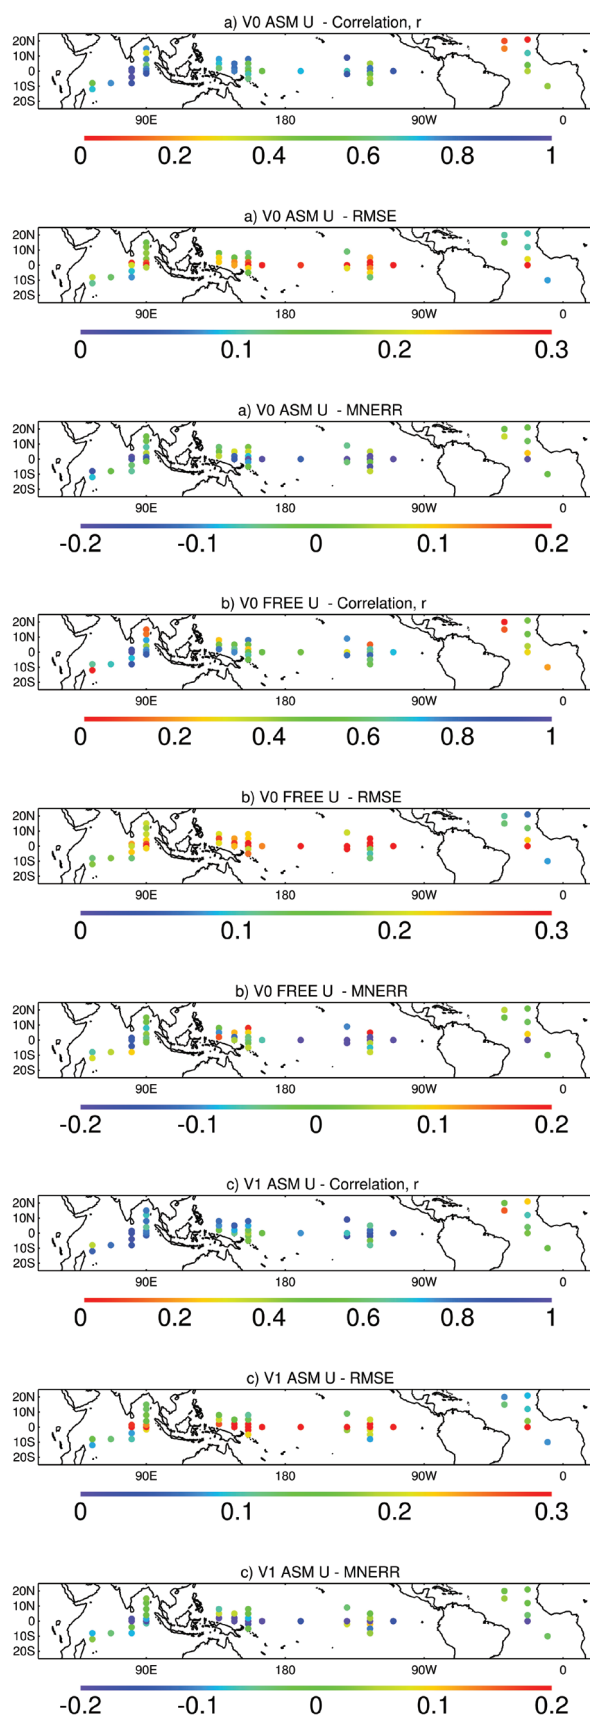 a) V0 ASM U - Correlation, r
20N
10N
0
10S
20S
90E 180 90W 0
0 0.2 0.4 0.6 0.8 1
a) V0 ASM U - RMSE
20N
10N
0
10S
20S
90E 180 90W 0
0 0.1 0.2 0.3
a) V0 ASM U - MNERR
20N
10N
0
10S
20S
90E 180 90W 0
-0.2 -0.1 0 0.1 0.2
b) V0 FREE U - Correlation, r
20N
10N
0
10S
20S
90E 180 90W 0
0 0.2 0.4 0.6 0.8 1
b) V0 FREE U - RMSE
20N
10N
0
10S
20S
90E 180 90W 0
0 0.1 0.2 0.3
b) V0 FREE U - MNERR
20N
10N
0
10S
20S
90E 180 90W 0
-0.2 -0.1 0 0.1 0.2
c) V1 ASM U - Correlation, r
20N
10N
0
10S
20S
90E 180 90W 0
0 0.2 0.4 0.6 0.8 1
c) V1 ASM U - RMSE
20N
10N
0
10S
20S
90E 180 90W 0
0 0.1 0.2 0.3
c) V1 ASM U - MNERR
20N
10N
0
10S
20S
90E 180 90W 0
-0.2 -0.1 0 0.1 0.2